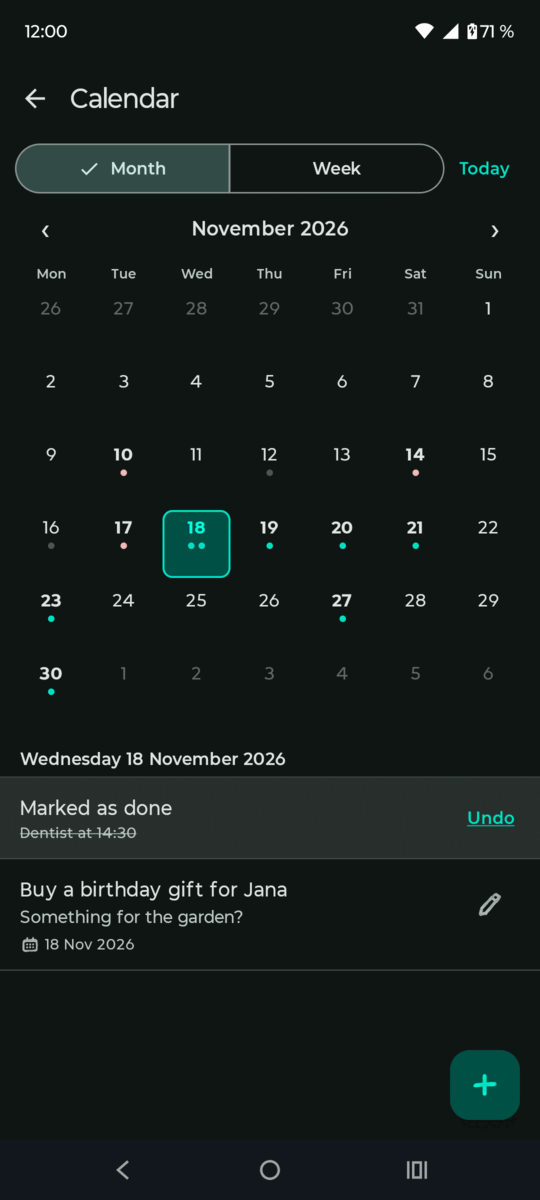 12:00 71 %
Calendar
Month Week Today
‹ November 2026 ›
Mon Tue Wed Thu Fri Sat Sun
26 27 28 29 30 31 1
2 3 4 5 6 7 8
9 10 11 12 13 14 15
16 17 18 19 20 21 22
23 24 25 26 27 28 29
30 1 2 3 4 5 6
Wednesday 18 November 2026
Marked as done
Dentist at 14:30
Undo
Buy a birthday gift for Jana
Something for the garden?
18 Nov 2026